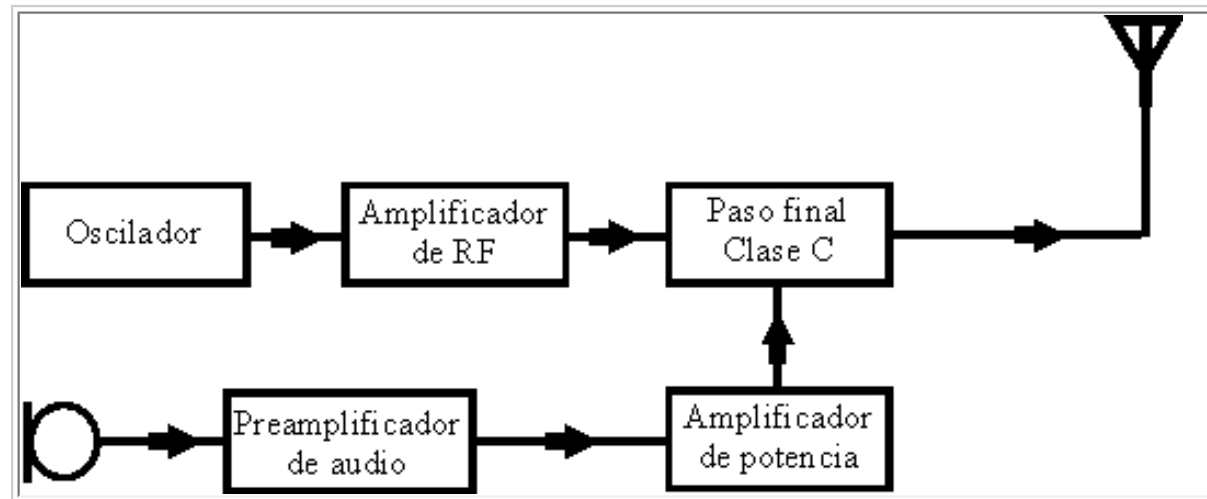 Oscilador
Amplificador
de RF
Paso final
Clase C
Preamplificador
de audio
Amplificador
de potencia